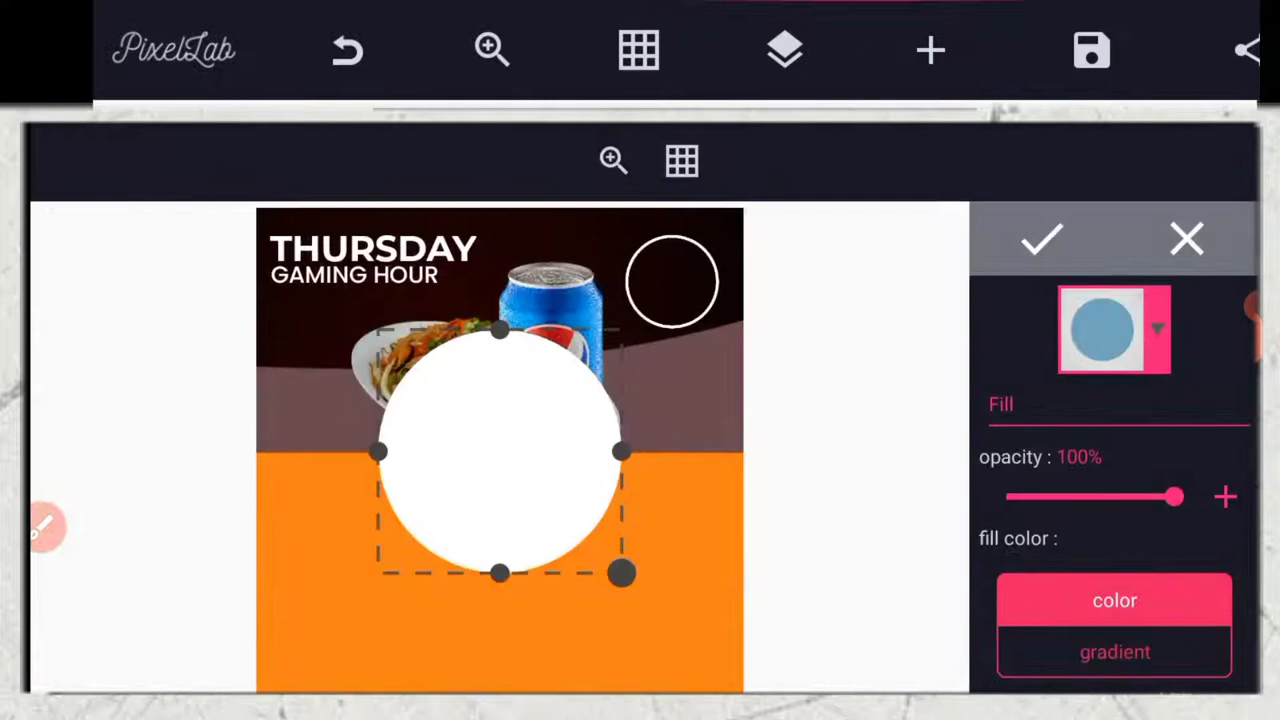 PixelLab
THURSDAY
GAMING HOUR
Fill
opacity : 100%
fill color :
color
gradient